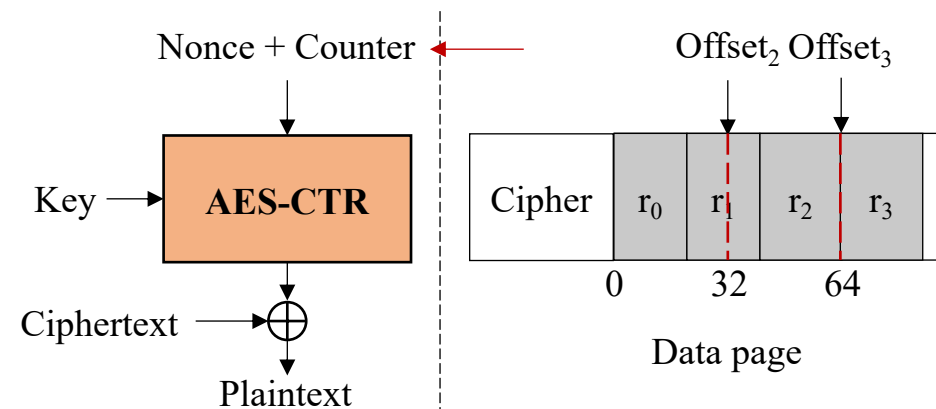 Nonce + Counter
Key
AES-CTR
Ciphertext
Plaintext
Offset₂ Offset₃
Cipher r₀ r₁ r₂ r₃
0 32 64
Data page